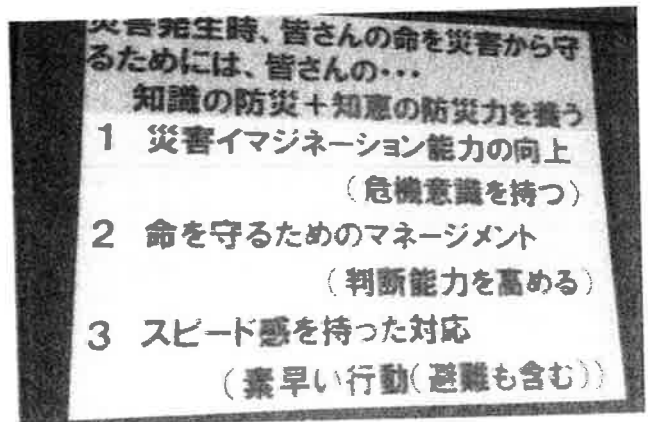 災害発生時、皆さんの命を災害から守
るためには、皆さんの・・・
知識の防災＋知恵の防災力を養う
1 災害イマジネーション能力の向上
（危機意識を持つ）
2 命を守るためのマネージメント
（判断能力を高める）
3 スピード感を持った対応
（素早い行動（避難も含む））